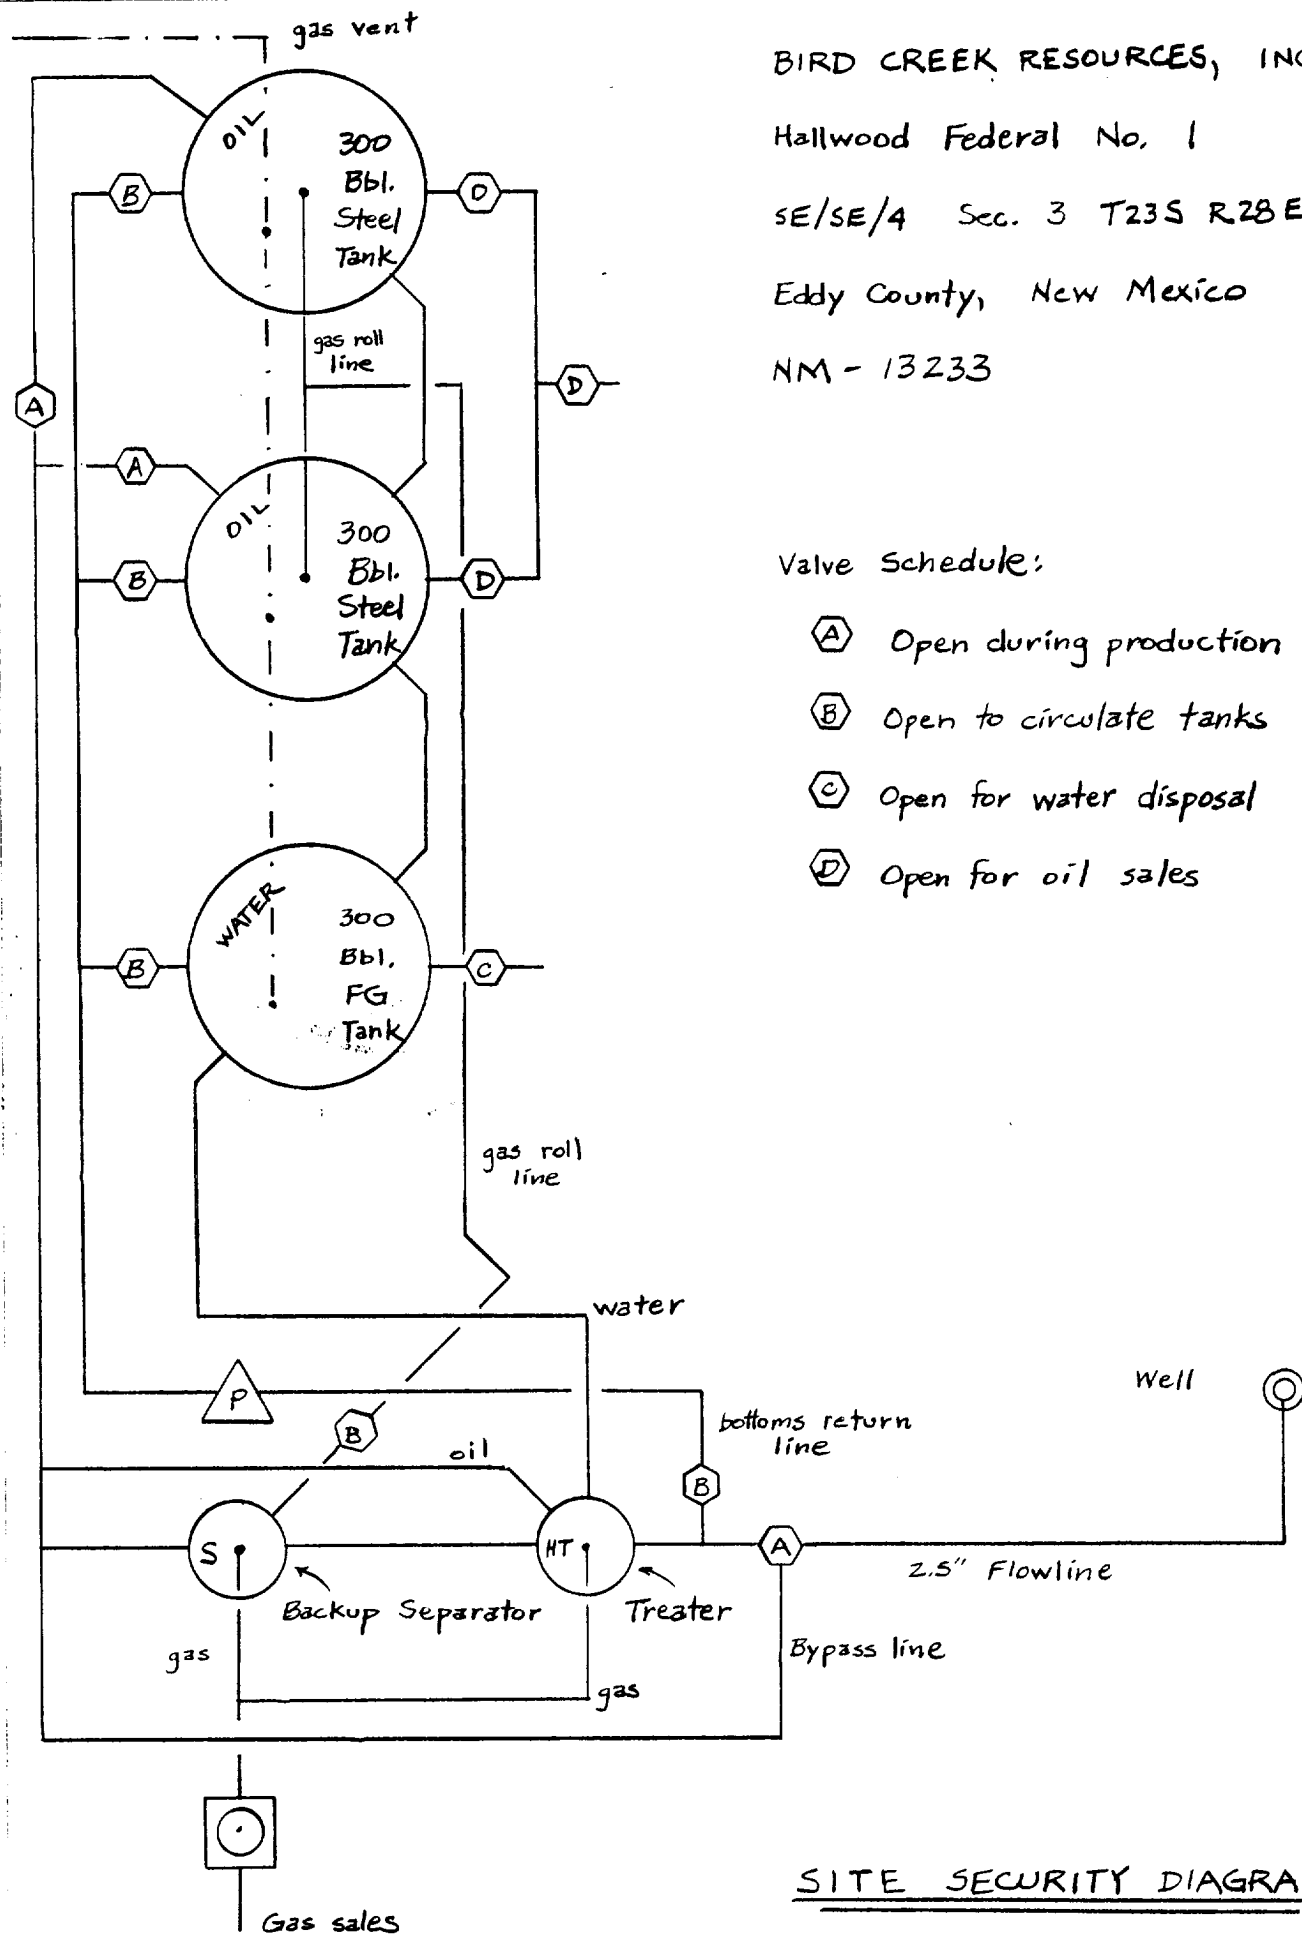 gas vent
BIRD CREEK RESOURCES, INC
Hallwood Federal No. 1
SE/SE/4 Sec. 3 T23S R28E
Eddy County, New Mexico
NM - 13233
OIL
300
Bbl.
Steel
Tank
B
D
gas roll
line
D
A
A
OIL
300
Bbl.
Steel
Tank
B
D
Valve Schedule:
A Open during production
B Open to circulate tanks
C Open for water disposal
D Open for oil sales
WATER
300
Bbl.
FG
Tank
B
C
gas roll
line
water
P
B
oil
bottoms return
line
B
Well
S
HT
A
2.5" Flowline
Backup Separator
Treater
gas
gas
Bypass line
Gas sales
SITE SECURITY DIAGRA